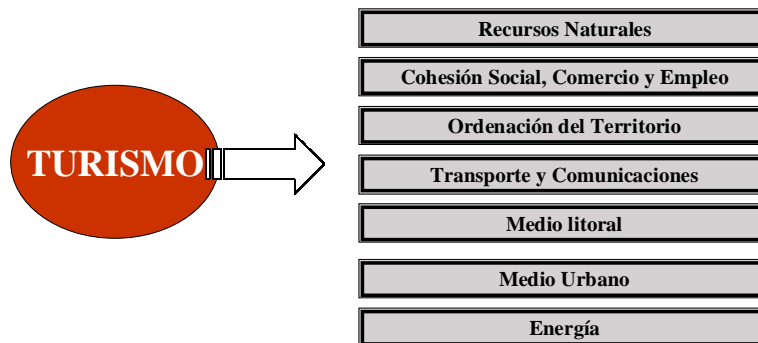 Recursos Naturales
Cohesión Social, Comercio y Empleo
Ordenación del Territorio
TURISMO
Transporte y Comunicaciones
Medio litoral
Medio Urbano
Energía